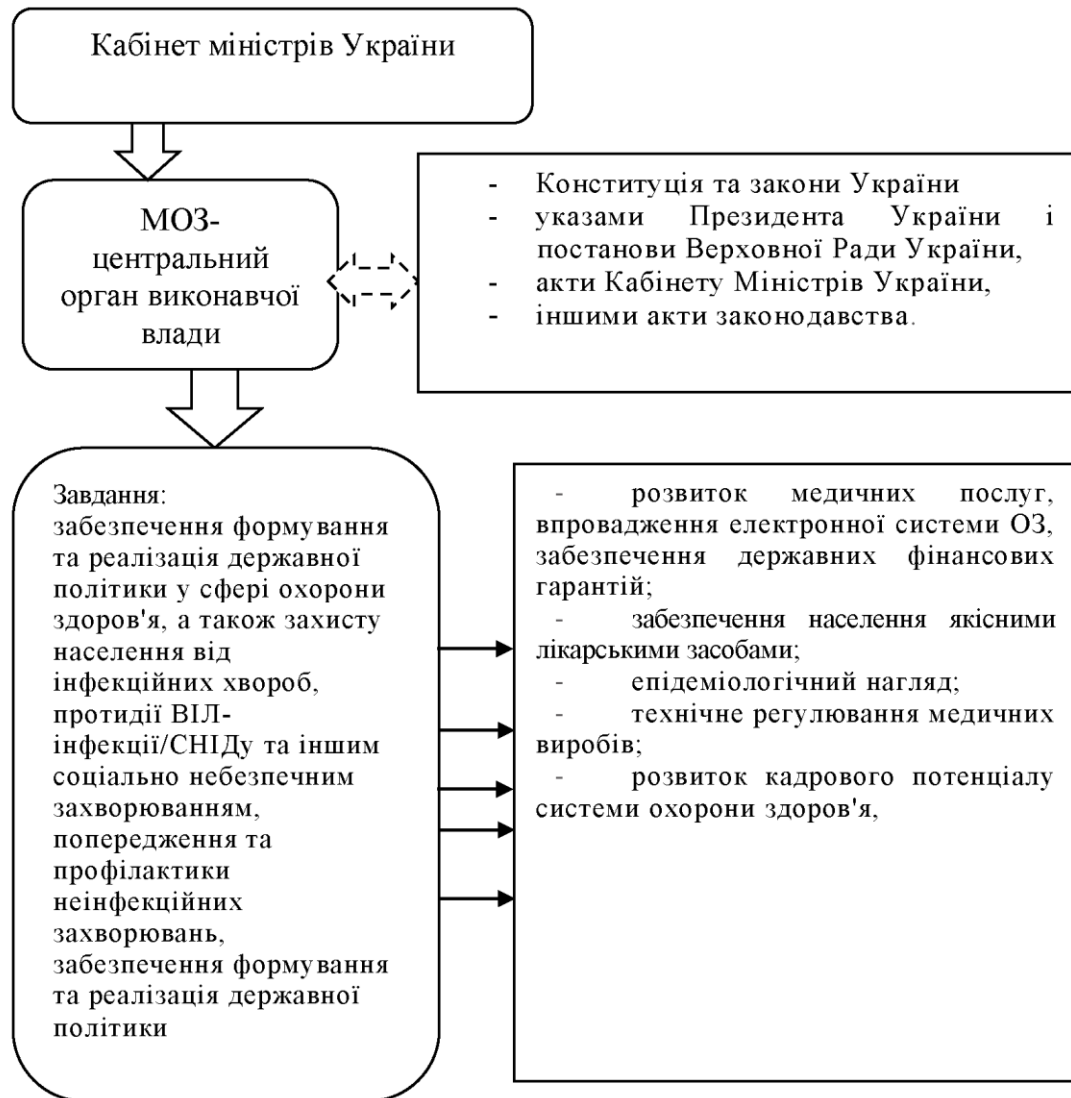 Кабінет міністрів України
МОЗ-
центральний
орган виконавчої
влади
- Конституція та закони України
- указами Президента України і
постанови Верховної Ради України,
- акти Кабінету Міністрів України,
- іншими акти законодавства.
Завдання:
забезпечення формування
та реалізація державної
політики у сфері охорони
здоров'я, а також захисту
населення від
інфекційних хвороб,
протидії ВІЛ-
інфекції/СНІДу та іншим
соціально небезпечним
захворюванням,
попередження та
профілактики
неінфекційних
захворювань,
забезпечення формування
та реалізація державної
політики
- розвиток медичних послуг,
впровадження електронної системи ОЗ,
забезпечення державних фінансових
гарантій;
- забезпечення населення якісними
лікарськими засобами;
- епідеміологічний нагляд;
- технічне регулювання медичних
виробів;
- розвиток кадрового потенціалу
системи охорони здоров'я,